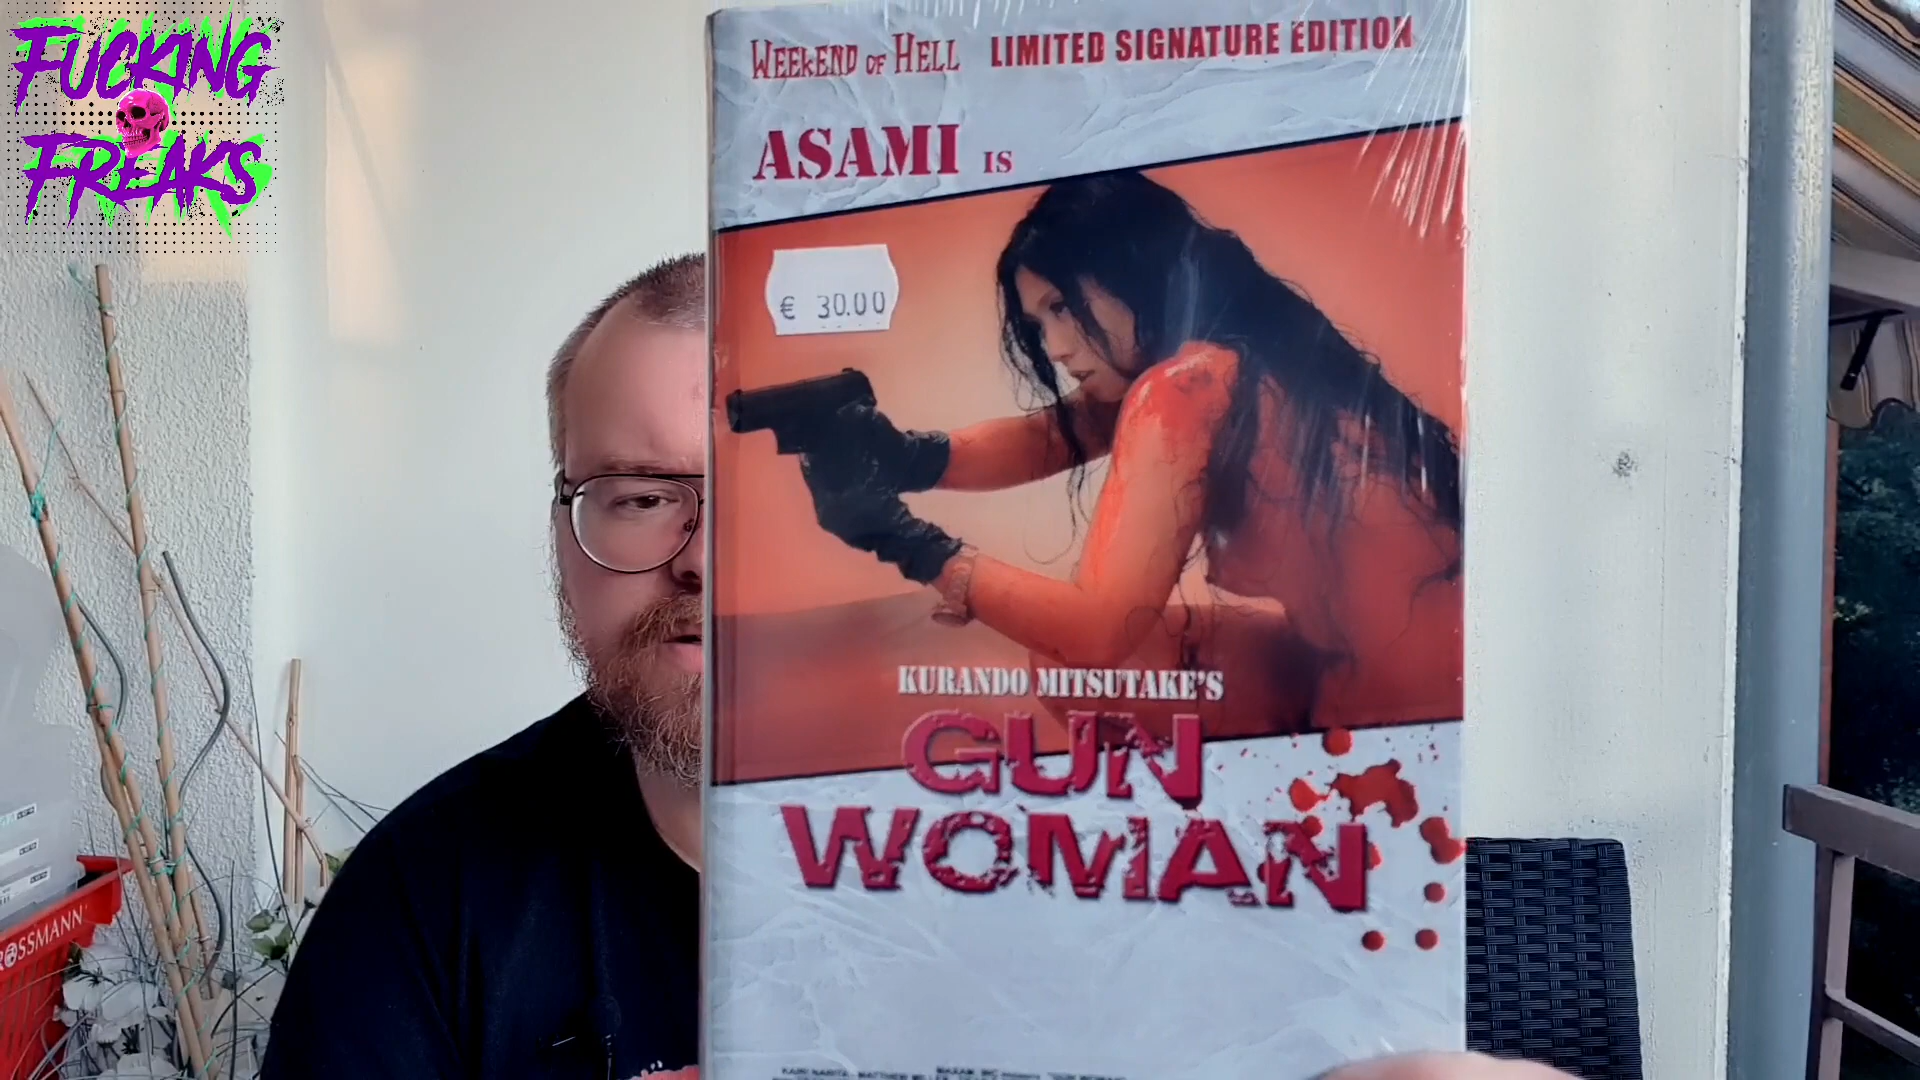 FUCKING
FREAKS
WEEKEND OF HELL LIMITED SIGNATURE EDITION
ASAMI IS
€ 30.00
KURANDO MITSUTAKE'S
GUN
WOMAN
ROSSMANN